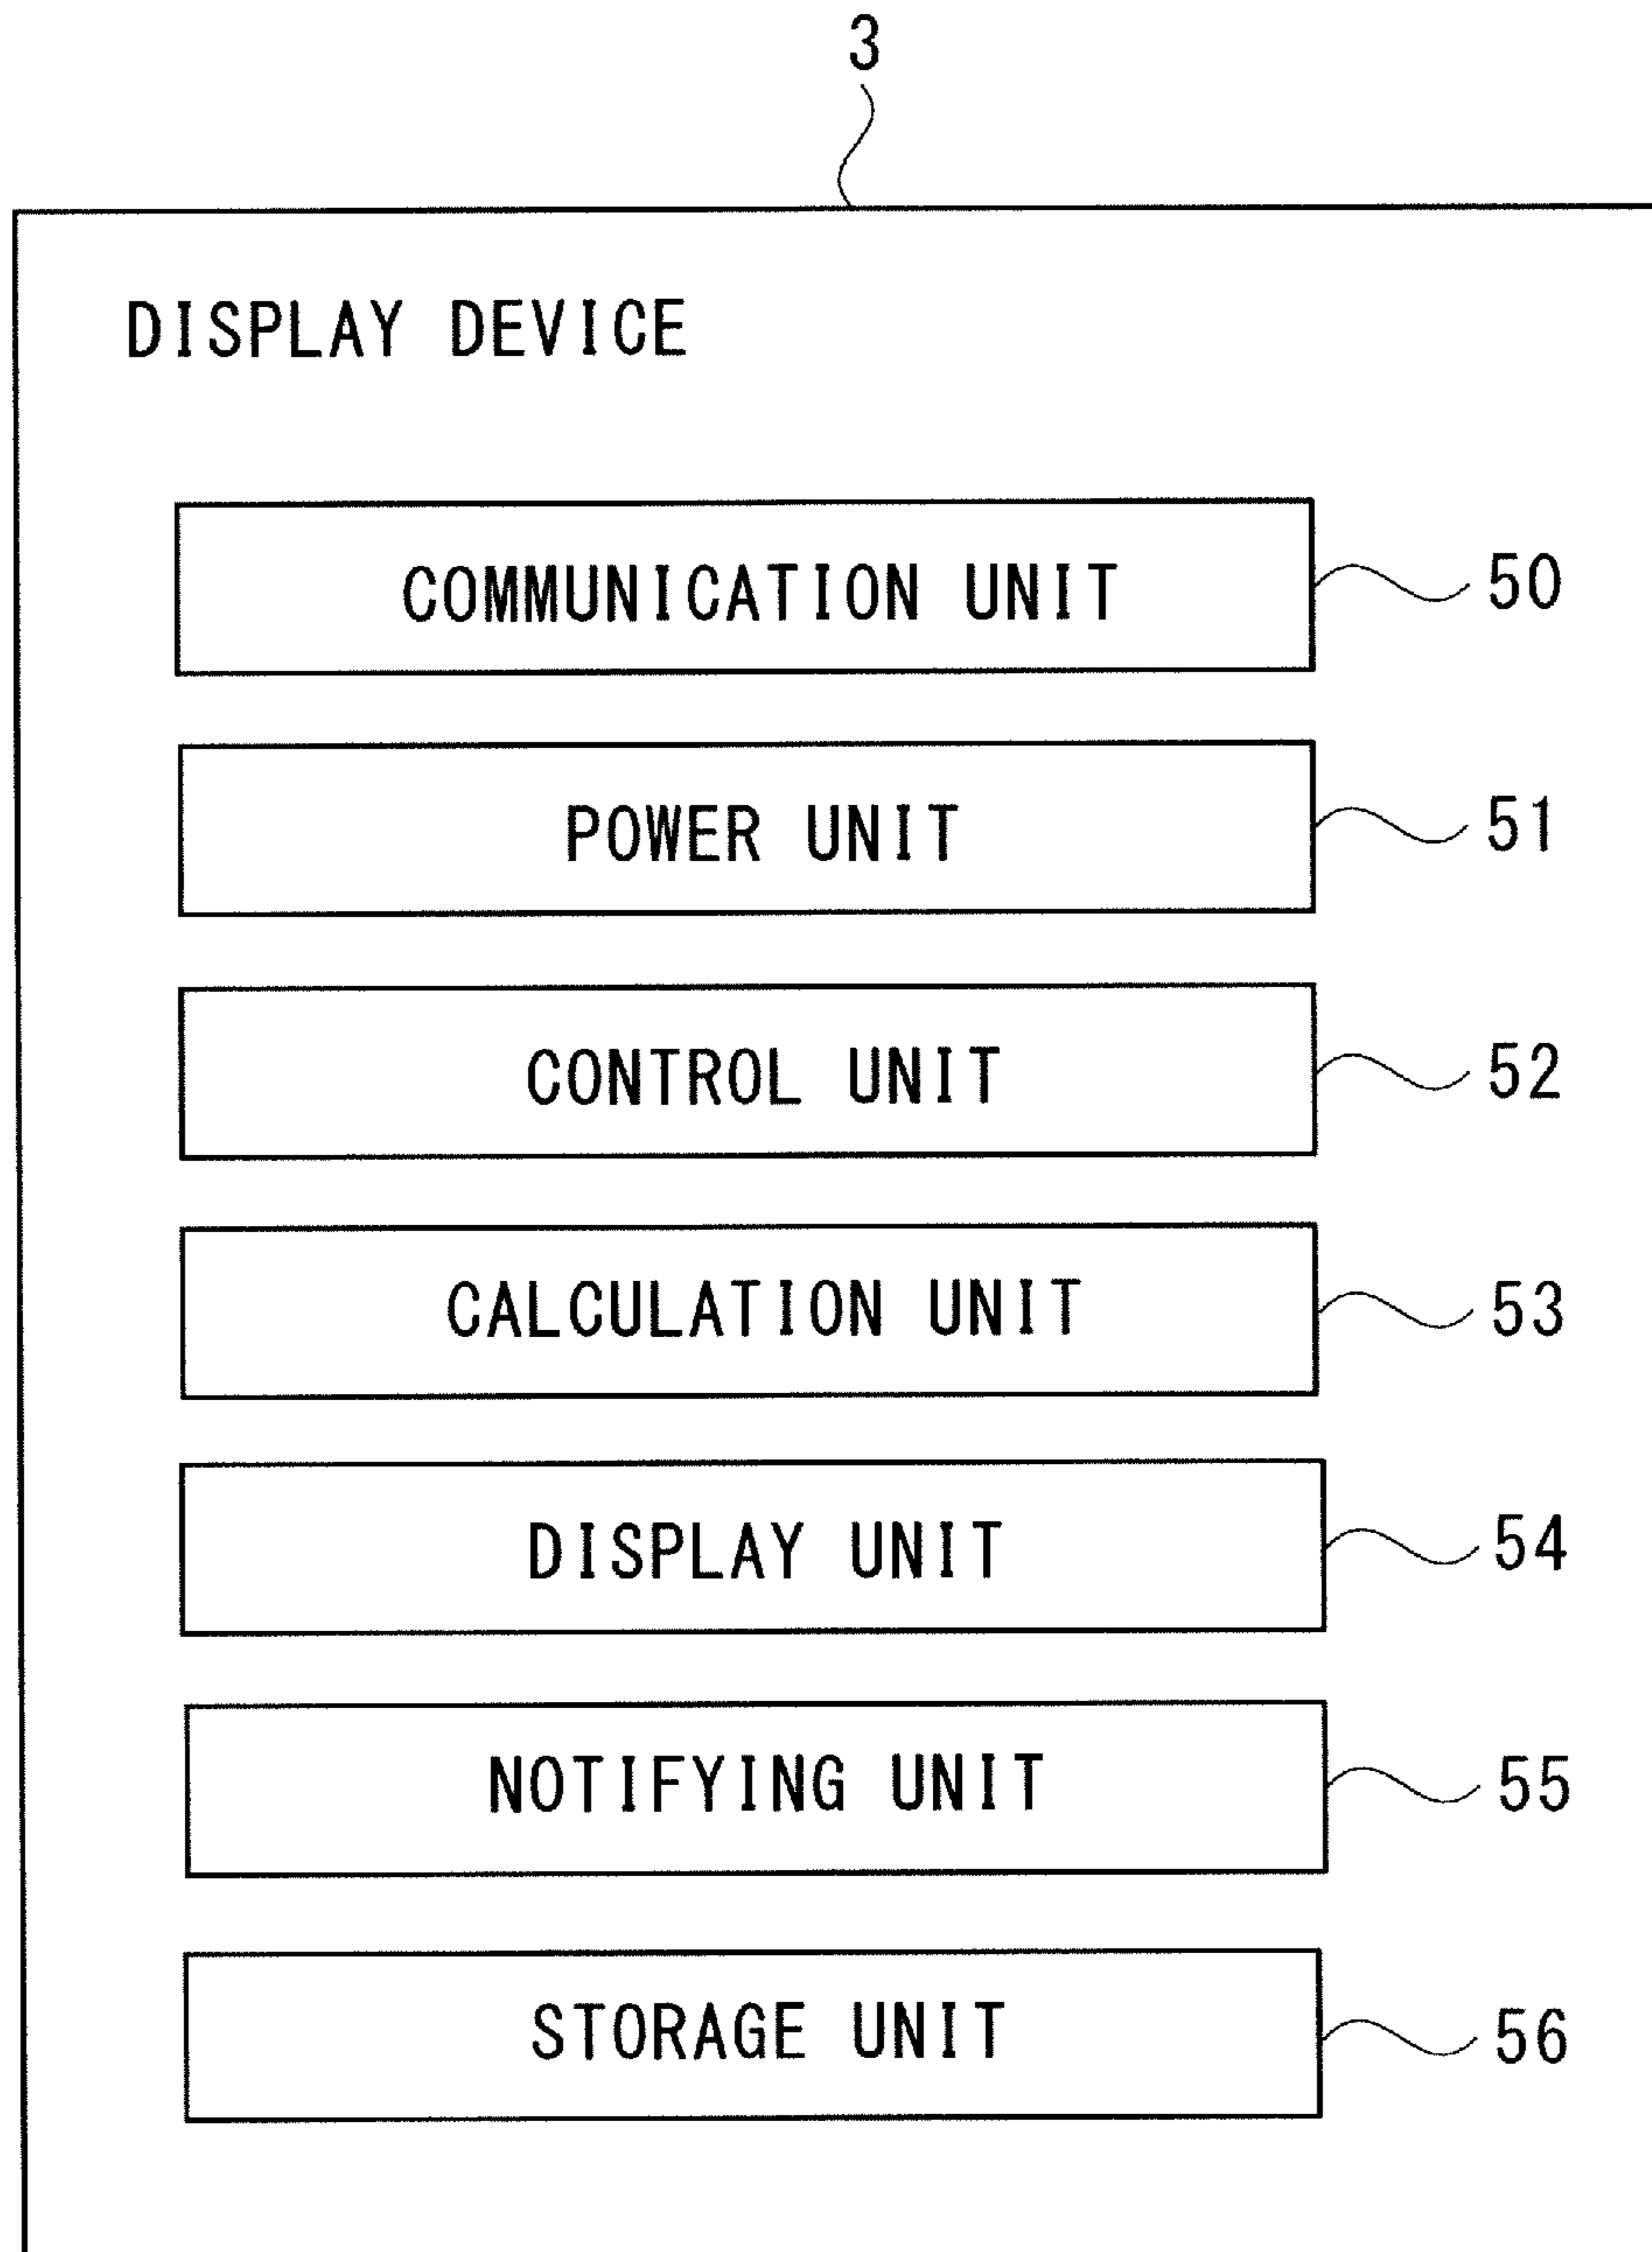 3
DISPLAY DEVICE
COMMUNICATION UNIT 50
POWER UNIT 51
CONTROL UNIT 52
CALCULATION UNIT 53
DISPLAY UNIT 54
NOTIFYING UNIT 55
STORAGE UNIT 56